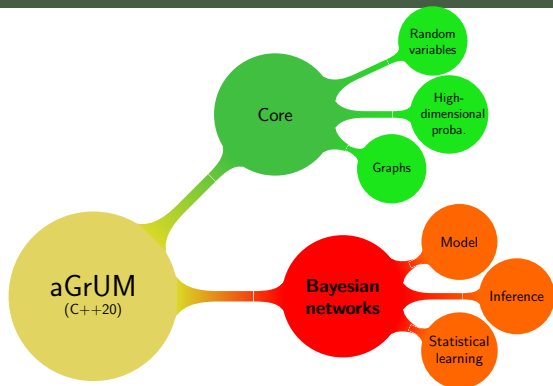 Random
variables
High-
dimensional
proba.
Core
Graphs
Model
aGrUM
(C++20)
Bayesian
networks
Inference
Statistical
learning